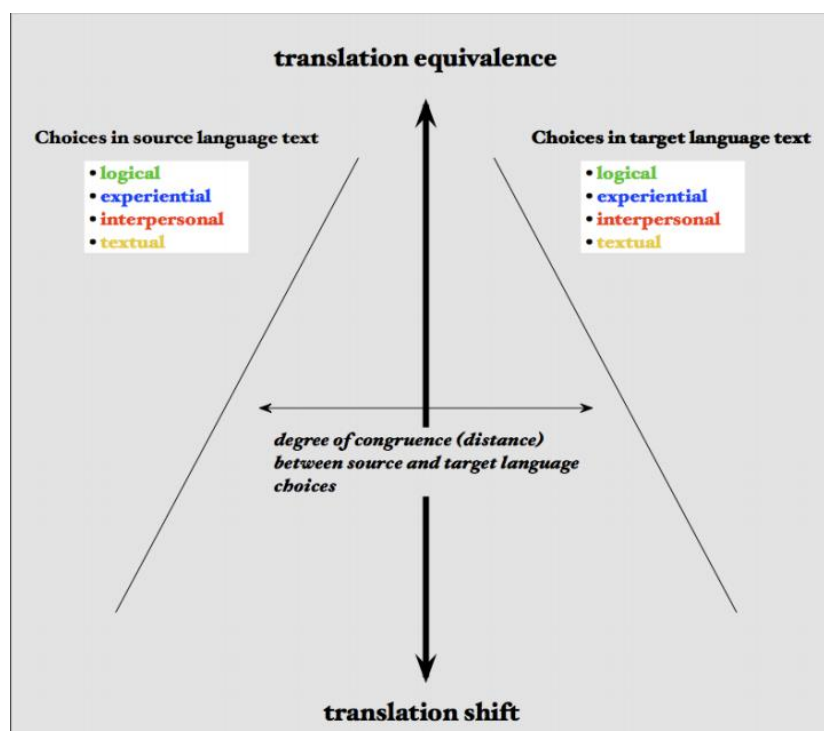 translation equivalence
Choices in source language text
• logical
• experiential
• interpersonal
• textual
Choices in target language text
• logical
• experiential
• interpersonal
• textual
degree of congruence (distance)
between source and target language
choices
translation shift